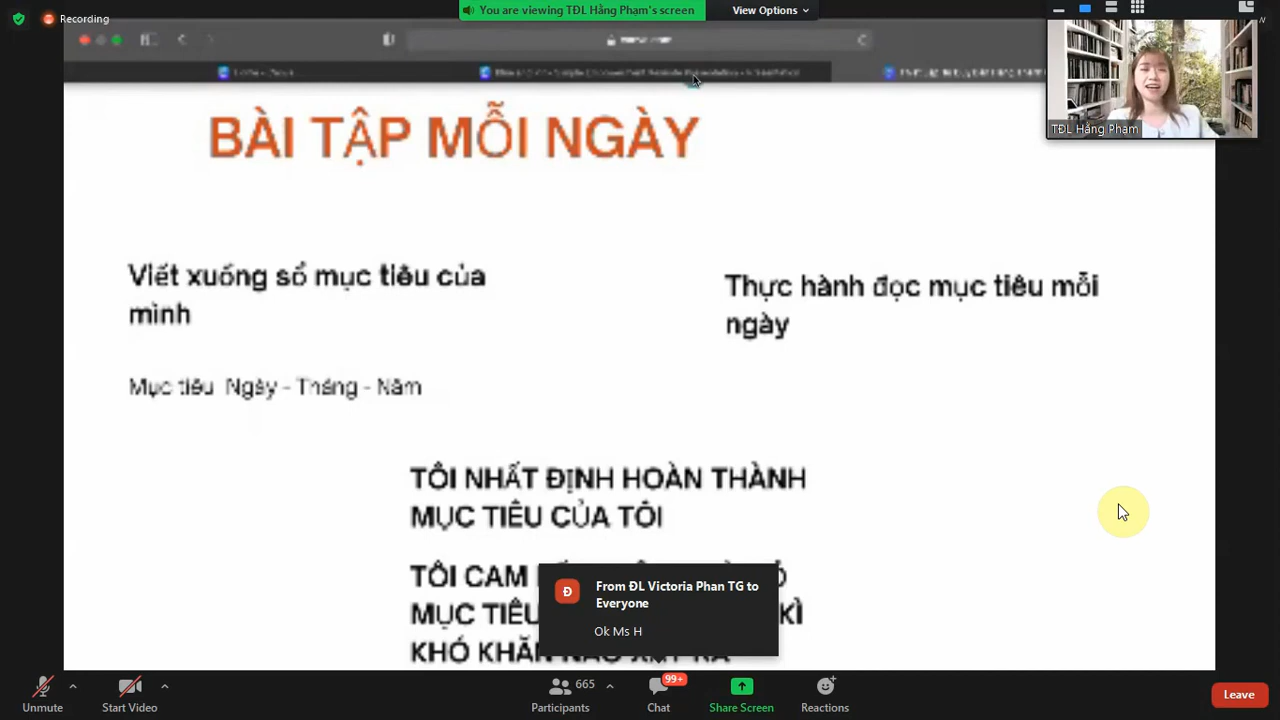 Recording
You are viewing TĐL Hằng Phạm's screen
View Options
TĐL Hằng Phạm
BÀI TẬP MỖI NGÀY
Viết xuống sổ mục tiêu của
mình
Thực hành đọc mục tiêu mỗi
ngày
Mục tiêu Ngày - Tháng - Năm
TÔI NHẤT ĐỊNH HOÀN THÀNH
MỤC TIÊU CỦA TÔI
TÔI CAM
MỤC TIÊU KÌ
KHÓ KHĂN
Đ
From ĐL Victoria Phan TG to
Everyone
Ok Ms H
Unmute
Start Video
665
Participants
99+
Chat
Share Screen
Reactions
Leave